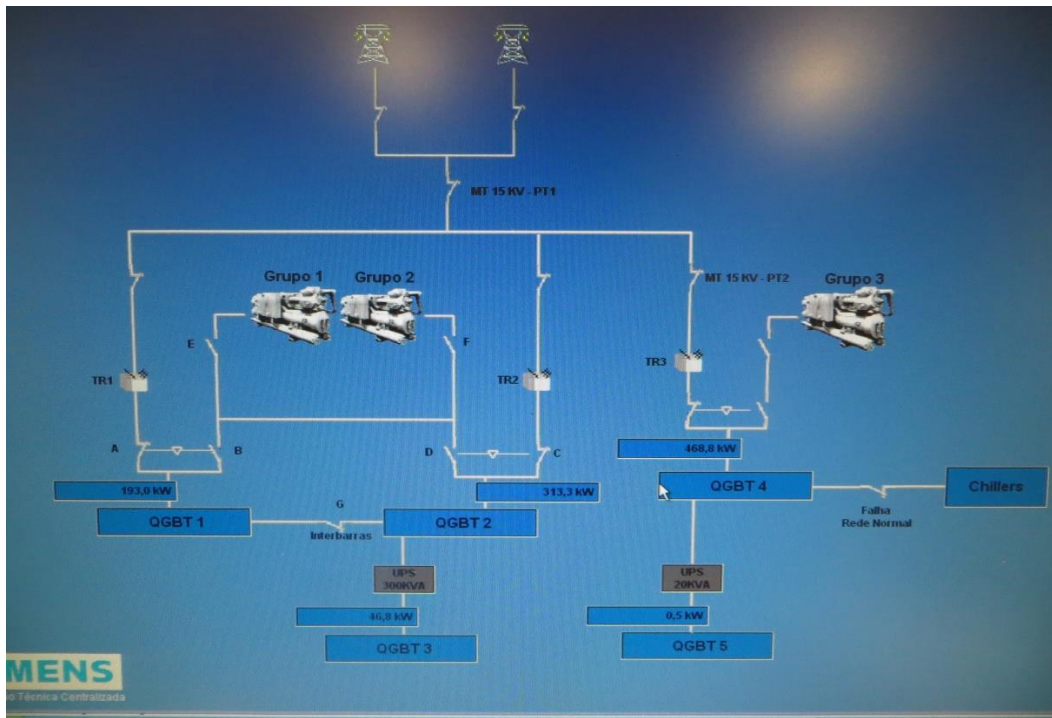 MT 15 KV - PT1
Grupo 1
Grupo 2
MT 15 KV - PT2
Grupo 3
E
F
TR1
TR2
TR3
A
B
D
C
468,8 kW
193,0 kW
313,3 kW
QGBT 4
Chillers
G
QGBT 1
Interbarras
QGBT 2
Falha
Rede Normal
UPS
300KVA
UPS
20KVA
46,8 kW
0,5 kW
QGBT 3
QGBT 5
MENS
o Técnica Centralizada